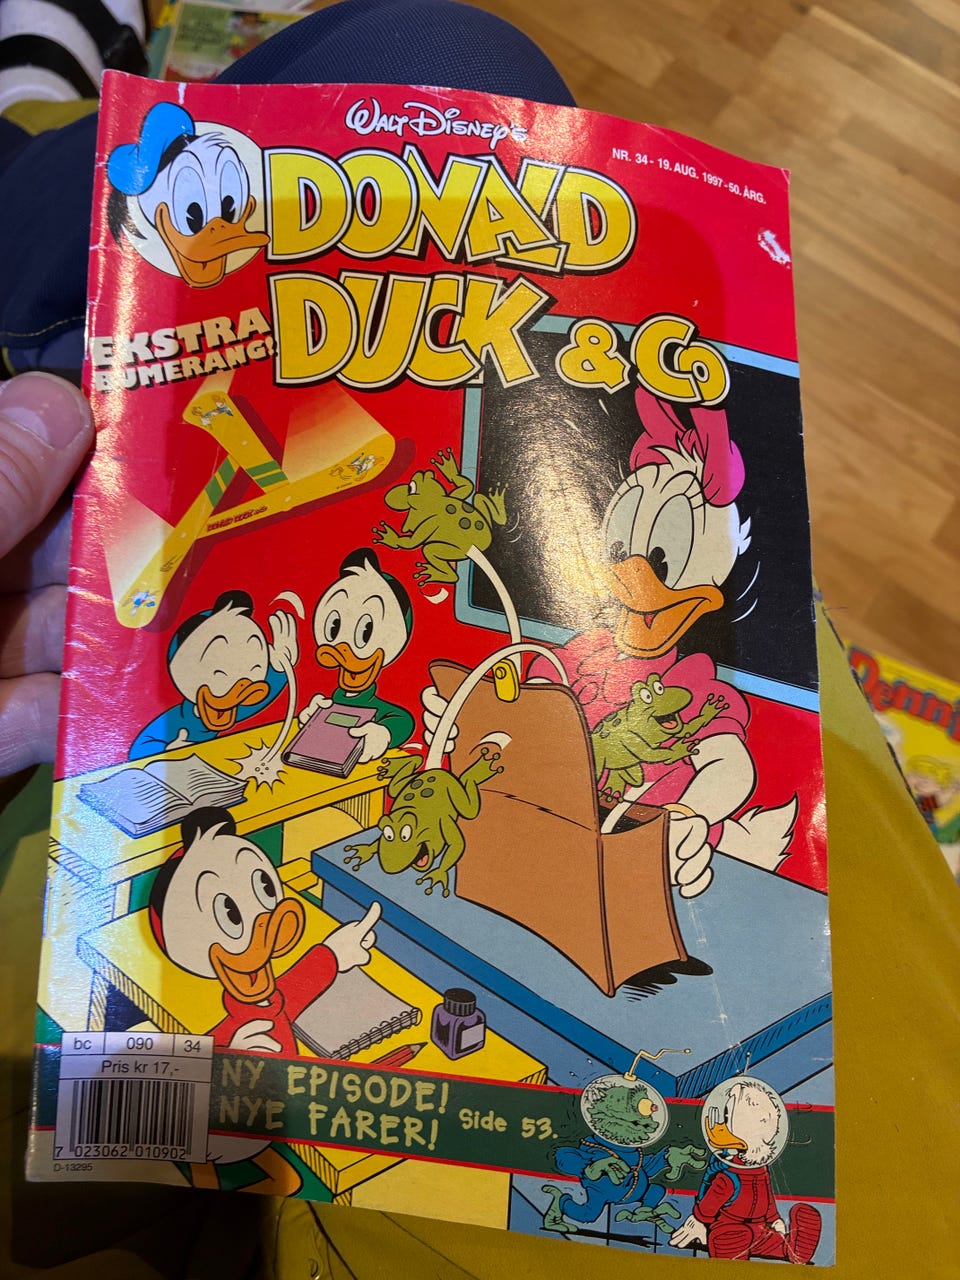 WALT DISNEY'S
NR. 34 - 19. AUG. 1997 - 50. ÅRG.
DONALD
DUCK & Co
EKSTRA
BUMERANG!
bc 090 34
Pris kr 17,-
7 023062 010902
D-13295
NY EPISODE!
NYE FARER! Side 53.